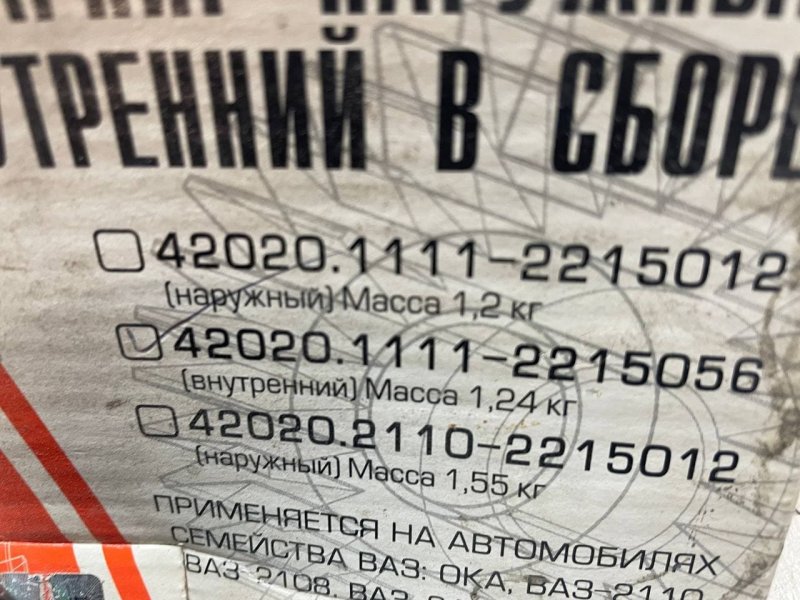 В СБОРЕ
42020.1111-2215012
(наружный) Масса 1,2 кг
42020.1111-2215056
(внутренний) Масса 1,24 кг
42020.2110-2215012
(наружный) Масса 1,55 кг
ПРИМЕНЯЕТСЯ НА АВТОМОБИЛЯХ
СЕМЕЙСТВА ВАЗ: ОКА, ВАЗ-2110,
ВАЗ-2108, ВАЗ